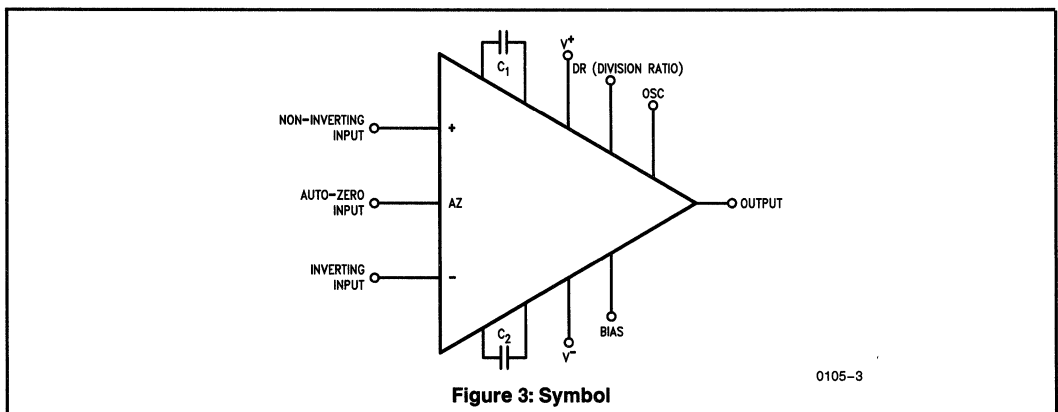 C1
V+
DR (DIVISION RATIO)
OSC
NON-INVERTING
INPUT
+
AUTO-ZERO
INPUT
AZ
OUTPUT
INVERTING
INPUT
-
C2
V-
BIAS
0105-3
Figure 3: Symbol